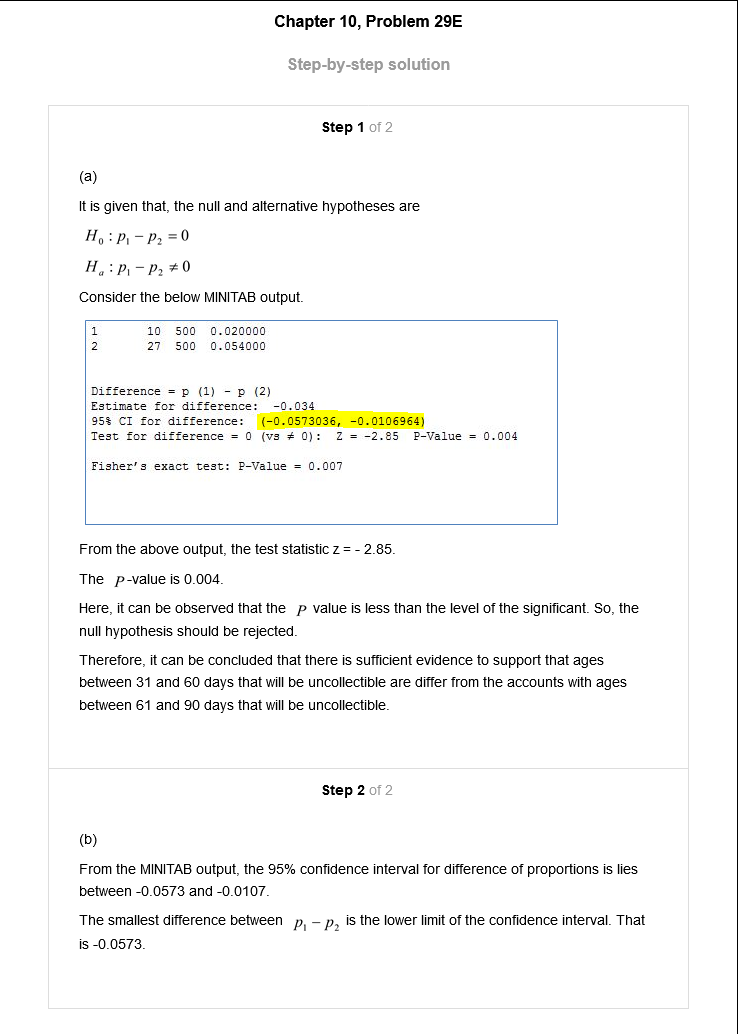 Chapter 10, Problem 29E
Step-by-step solution
Step 1 of 2
(a)
It is given that, the null and alternative hypotheses are
H₀ : p₁ − p₂ = 0
Hₐ : p₁ − p₂ ≠ 0
Consider the below MINITAB output.
1 10 500 0.020000
2 27 500 0.054000
Difference = p (1) - p (2)
Estimate for difference: -0.034
95% CI for difference: (-0.0573036, -0.0106964)
Test for difference = 0 (vs ≠ 0): Z = -2.85 P-Value = 0.004
Fisher's exact test: P-Value = 0.007
From the above output, the test statistic z = - 2.85.
The P-value is 0.004.
Here, it can be observed that the P value is less than the level of the significant. So, the
null hypothesis should be rejected.
Therefore, it can be concluded that there is sufficient evidence to support that ages
between 31 and 60 days that will be uncollectible are differ from the accounts with ages
between 61 and 90 days that will be uncollectible.
Step 2 of 2
(b)
From the MINITAB output, the 95% confidence interval for difference of proportions is lies
between -0.0573 and -0.0107.
The smallest difference between p₁ − p₂ is the lower limit of the confidence interval. That
is -0.0573.